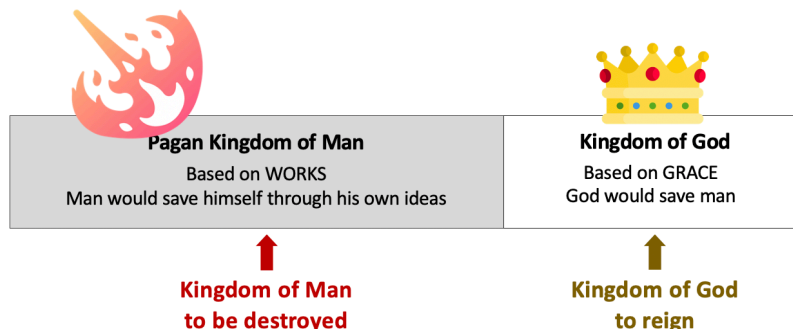 Pagan Kingdom of Man
Based on WORKS
Man would save himself through his own ideas
Kingdom of God
Based on GRACE
God would save man
Kingdom of Man
to be destroyed
Kingdom of God
to reign